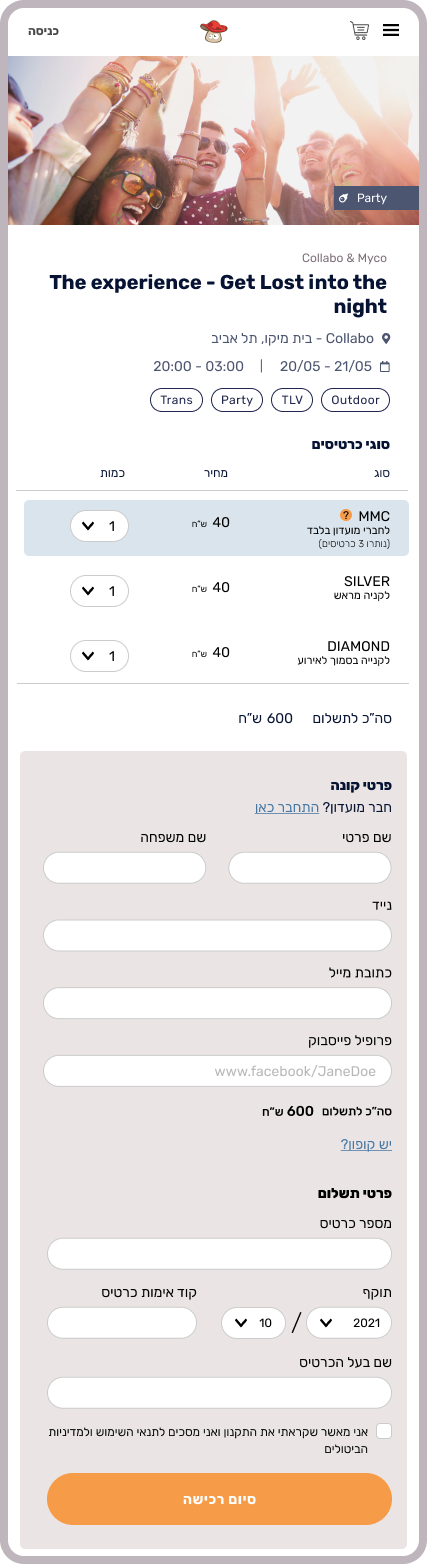 כניסה
Party
Collabo & Myco
The experience - Get Lost into the
night
Collabo - בית מיקו, תל אביב
20/05 - 21/05 | 20:00 - 03:00
Outdoor TLV Party Trans
סוגי כרטיסים
סוג מחיר כמות
MMC ? 40 ש״ח 1
לחברי מועדון בלבד
(נותרו 3 כרטיסים)
SILVER 40 ש״ח 1
לקניה מראש
DIAMOND 40 ש״ח 1
לקנייה בסמוך לאירוע
סה״כ לתשלום 600 ש״ח
פרטי קונה
חבר מועדון? התחבר כאן
שם פרטי שם משפחה
נייד
כתובת מייל
פרופיל פייסבוק
www.facebook/JaneDoe
סה״כ לתשלום 600 ש״ח
יש קופון?
פרטי תשלום
מספר כרטיס
תוקף קוד אימות כרטיס
2021 / 10
שם בעל הכרטיס
אני מאשר שקראתי את התקנון ואני מסכים לתנאי השימוש ולמדיניות
הביטולים
סיום רכישה